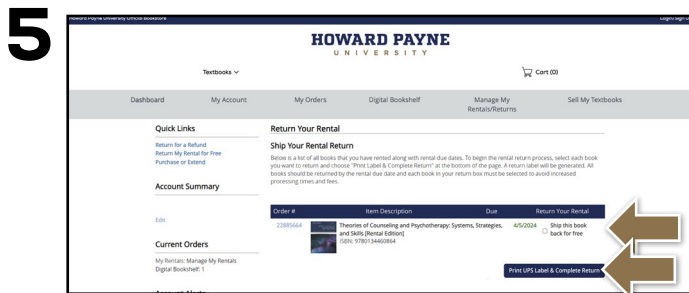 5
Howard Payne University Official Bookstore
Login/Sign U
HOWARD PAYNE
UNIVERSITY
Textbooks
Cart (0)
Dashboard My Account My Orders Digital Bookshelf Manage My Rentals/Returns Sell My Textbooks
Quick Links
Return for a Refund
Return My Rental for Free
Purchase or Extend
Account Summary
Edit
Current Orders
My Rentals: Manage My Rentals
Digital Bookshelf: 1
Account Alerts
Return Your Rental
Ship Your Rental Return
Below is a list of all books that you have rented along with rental due dates. To begin the rental return process, select each book
you want to return and choose "Print Label & Complete Return" at the bottom of the page. A return label will be generated. All
books should be returned by the rental due date and each book in your return box must be selected to avoid increased
processing times and fees.
Order # Item Description Due Return Your Rental
22885664 Theories of Counseling and Psychotherapy: Systems, Strategies, 4/5/2024 Ship this book
and Skills [Rental Edition] back for free
ISBN: 9780134460864
Print UPS Label & Complete Return